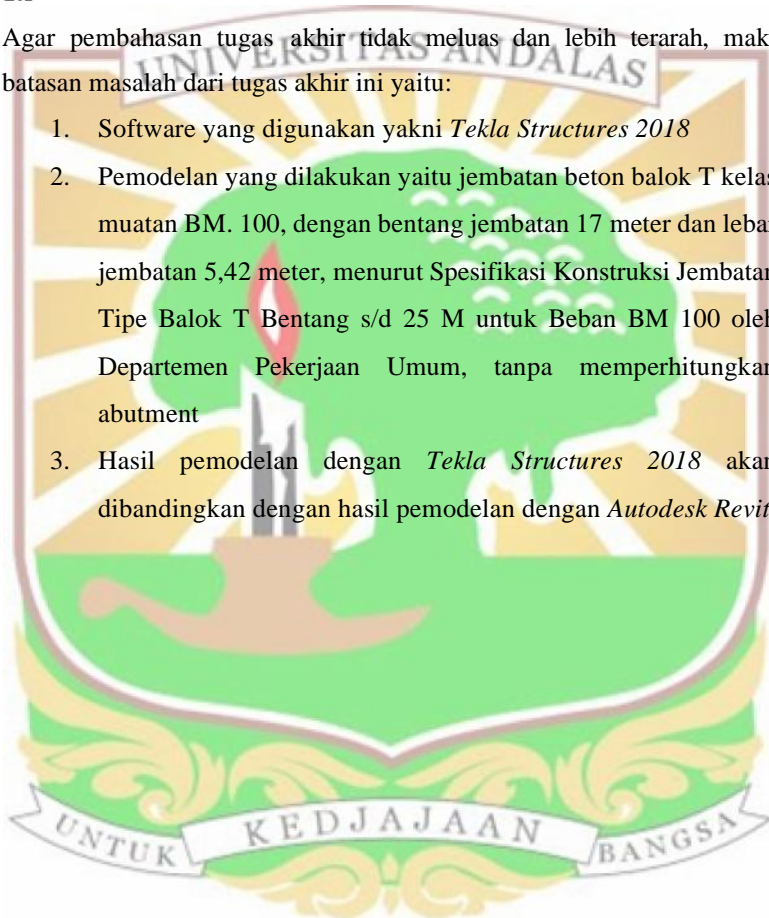 Agar pembahasan tugas akhir tidak meluas dan lebih terarah, mak
batasan masalah dari tugas akhir ini yaitu:
UNIVERSITAS ANDALAS
1. Software yang digunakan yakni Tekla Structures 2018
2. Pemodelan yang dilakukan yaitu jembatan beton balok T kelas
muatan BM. 100, dengan bentang jembatan 17 meter dan leba
jembatan 5,42 meter, menurut Spesifikasi Konstruksi Jembatan
Tipe Balok T Bentang s/d 25 M untuk Beban BM 100 oleh
Departemen Pekerjaan Umum, tanpa memperhitungkan
abutment
3. Hasil pemodelan dengan Tekla Structures 2018 akan
dibandingkan dengan hasil pemodelan dengan Autodesk Revit
UNTUK KEDJAJAAN BANGSA